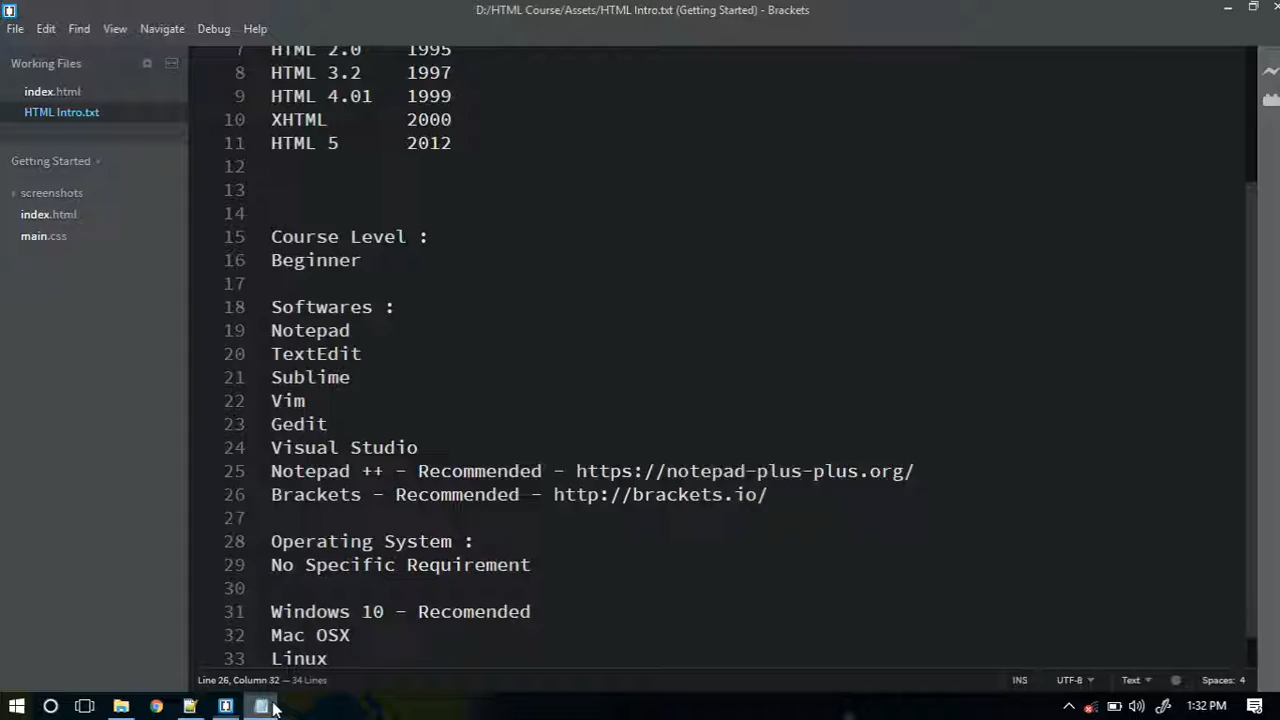 D:/HTML Course/Assets/HTML Intro.txt (Getting Started) - Brackets
File Edit Find View Navigate Debug Help
Working Files
index.html
HTML Intro.txt
Getting Started
screenshots
index.html
main.css
7 HTML 2.0 1995
8 HTML 3.2 1997
9 HTML 4.01 1999
10 XHTML 2000
11 HTML 5 2012
12
13
14
15 Course Level :
16 Beginner
17
18 Softwares :
19 Notepad
20 TextEdit
21 Sublime
22 Vim
23 Gedit
24 Visual Studio
25 Notepad ++ - Recommended - https://notepad-plus-plus.org/
26 Brackets - Recommended - http://brackets.io/
27
28 Operating System :
29 No Specific Requirement
30
31 Windows 10 - Recomended
32 Mac OSX
33 Linux
Line 26, Column 32 — 34 Lines INS UTF-8 Text Spaces: 4
1:32 PM